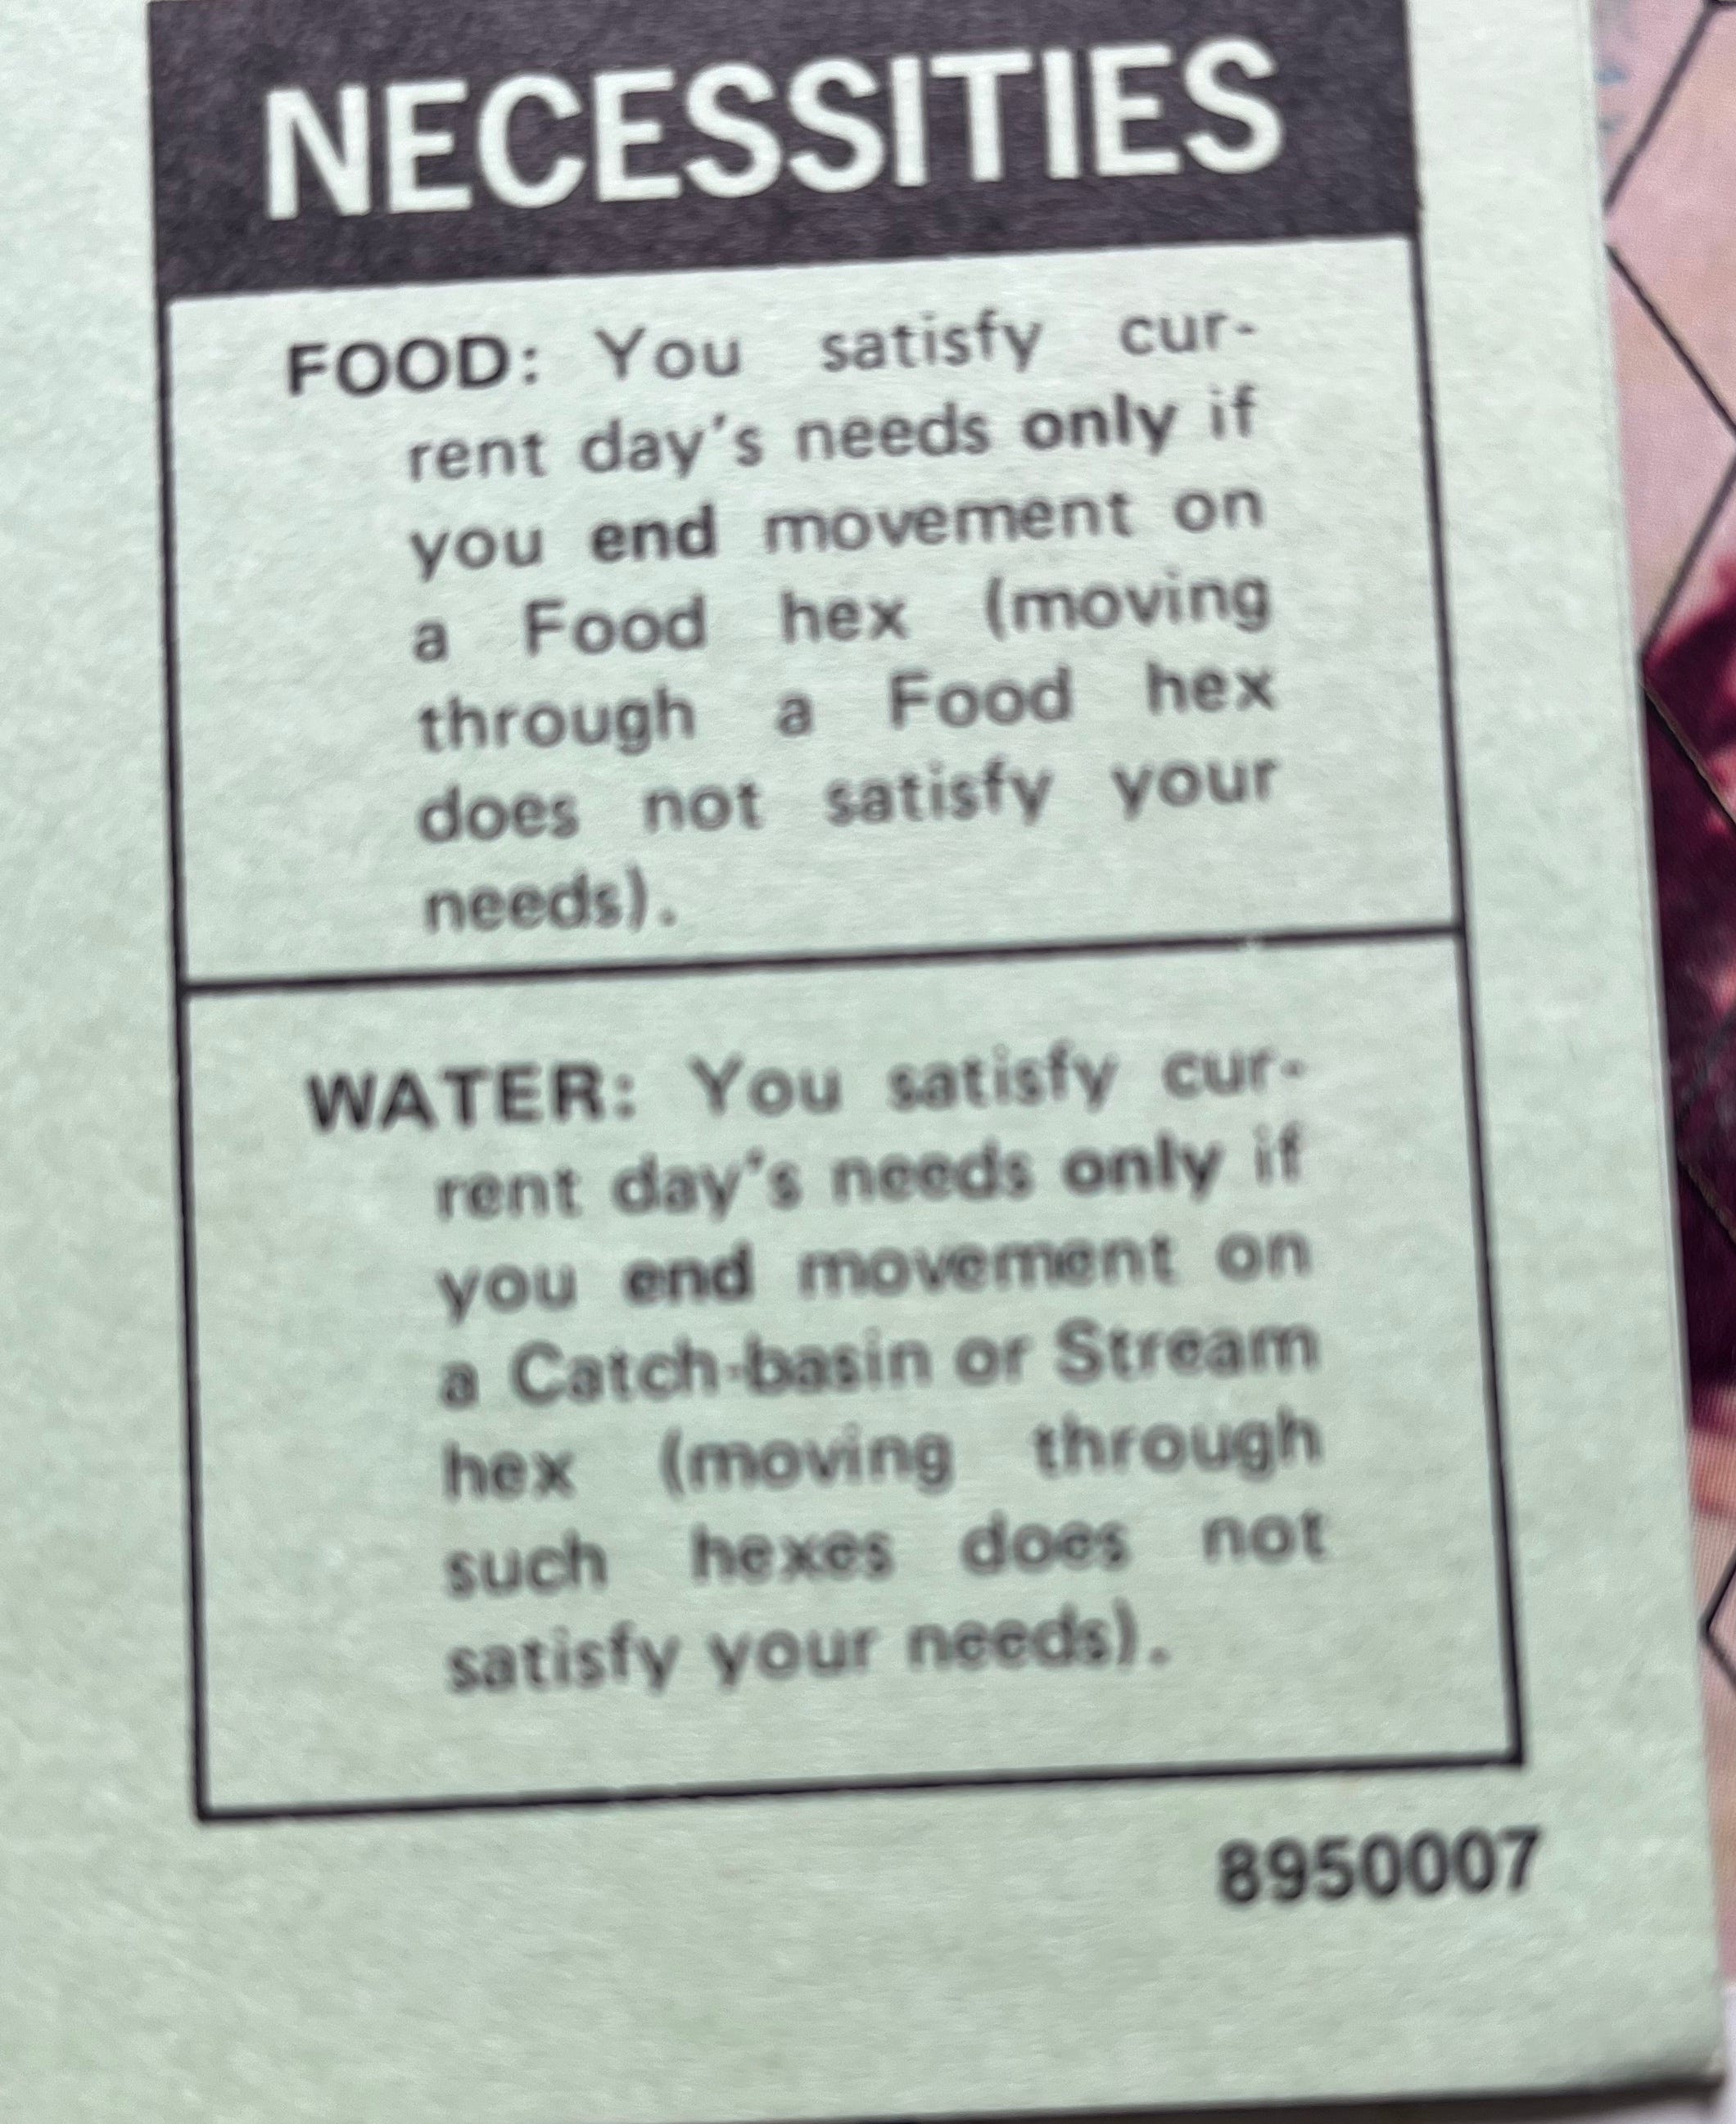 NECESSITIES
FOOD: You satisfy cur-
rent day's needs only if
you end movement on
a Food hex (moving
through a Food hex
does not satisfy your
needs).
WATER: You satisfy cur-
rent day's needs only if
you end movement on
a Catch-basin or Stream
hex (moving through
such hexes does not
satisfy your needs).
8950007